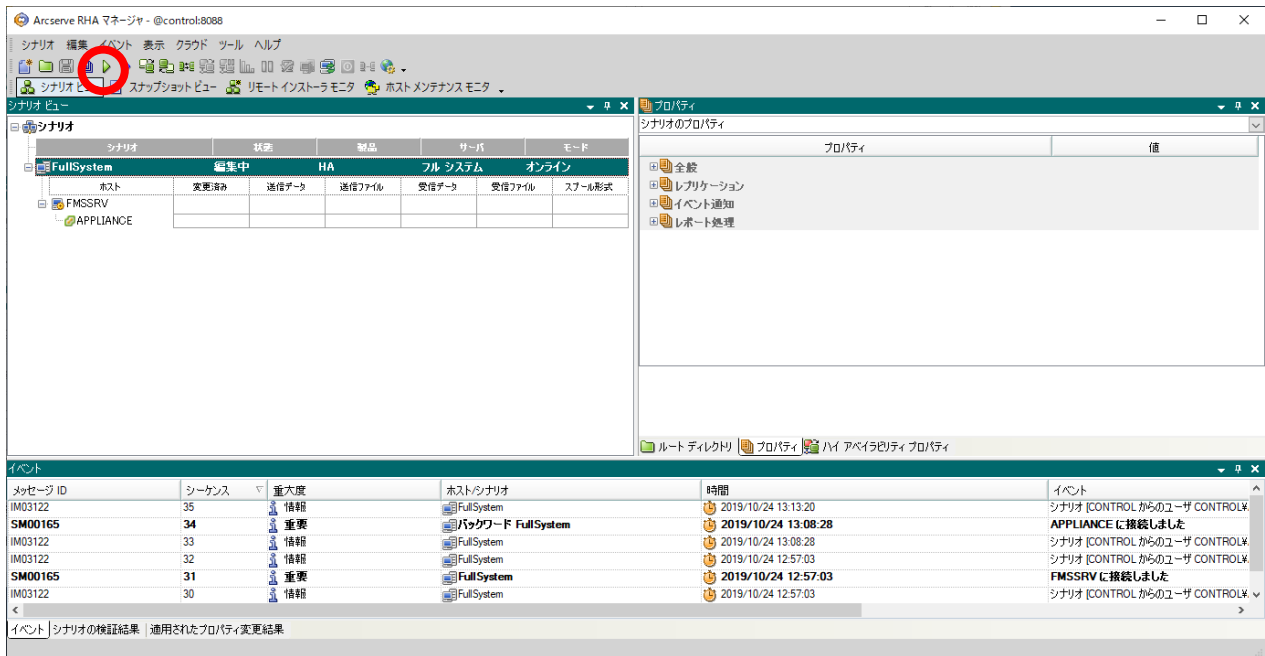 Arcserve RHA マネージャ - @control:8088
シナリオ 編集 イベント 表示 クラウド ツール ヘルプ
シナリオ ビュー スナップショット ビュー リモート インストーラ モニタ ホスト メンテナンス モニタ
シナリオ ビュー
シナリオ
シナリオ 状態 製品 サーバ モード
FullSystem 編集中 HA フル システム オンライン
ホスト 変更済み 送信データ 送信ファイル 受信データ 受信ファイル スプール形式
FMSSRV
APPLIANCE
プロパティ
シナリオのプロパティ
プロパティ 値
全般
レプリケーション
イベント通知
レポート処理
ルート ディレクトリ プロパティ ハイ アベイラビリティ プロパティ
イベント
メッセージ ID シーケンス 重大度 ホスト/シナリオ 時間 イベント
IM03122 35 情報 FullSystem 2019/10/24 13:13:20 シナリオ [CONTROL からのユーザ CONTROL¥.
SM00165 34 重要 バックワード FullSystem 2019/10/24 13:08:28 APPLIANCE に接続しました
IM03122 33 情報 FullSystem 2019/10/24 13:08:28 シナリオ [CONTROL からのユーザ CONTROL¥.
IM03122 32 情報 FullSystem 2019/10/24 12:57:03 シナリオ [CONTROL からのユーザ CONTROL¥.
SM00165 31 重要 FullSystem 2019/10/24 12:57:03 FMSSRV に接続しました
IM03122 30 情報 FullSystem 2019/10/24 12:57:03 シナリオ [CONTROL からのユーザ CONTROL¥.
イベント シナリオの検証結果 適用されたプロパティ変更結果